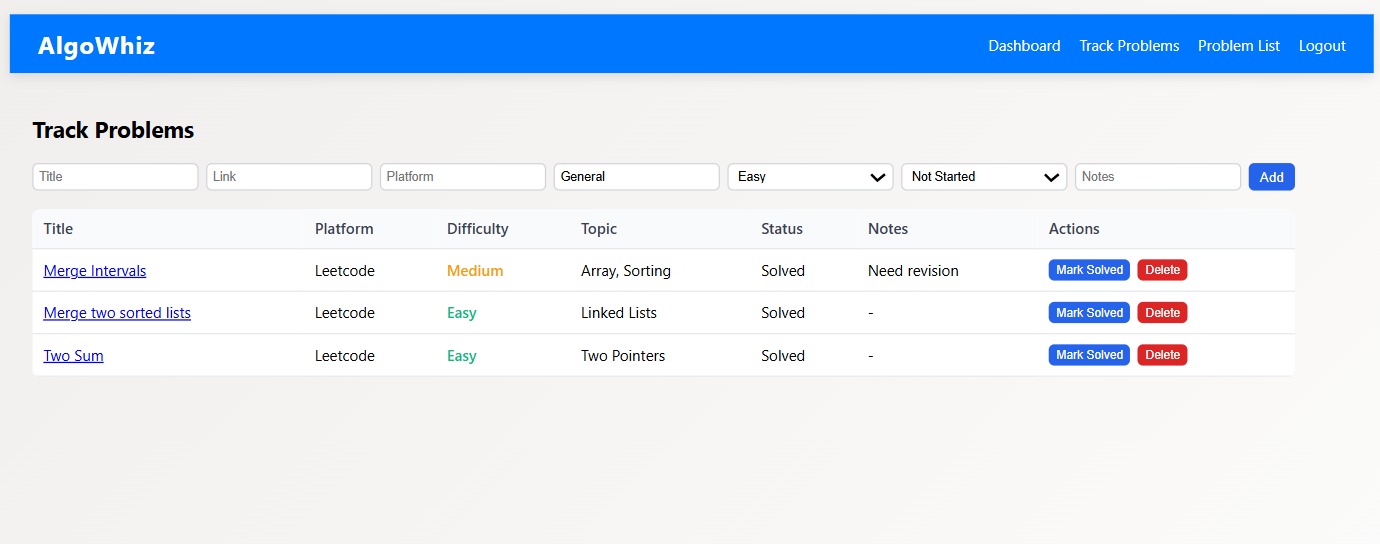 AlgoWhiz Dashboard Track Problems Problem List Logout
Track Problems
Title Link Platform General Easy Not Started Notes Add
Title Platform Difficulty Topic Status Notes Actions
Merge Intervals Leetcode Medium Array, Sorting Solved Need revision Mark Solved Delete
Merge two sorted lists Leetcode Easy Linked Lists Solved - Mark Solved Delete
Two Sum Leetcode Easy Two Pointers Solved - Mark Solved Delete